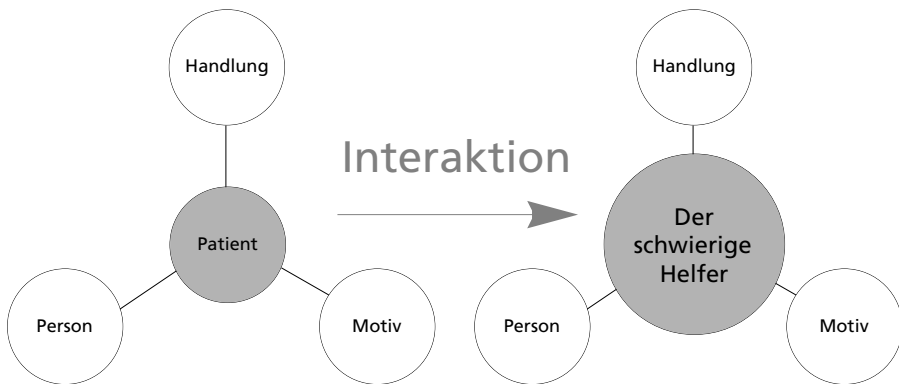 Handlung
Handlung
Interaktion
Patient
Der
schwierige
Helfer
Person
Motiv
Person
Motiv